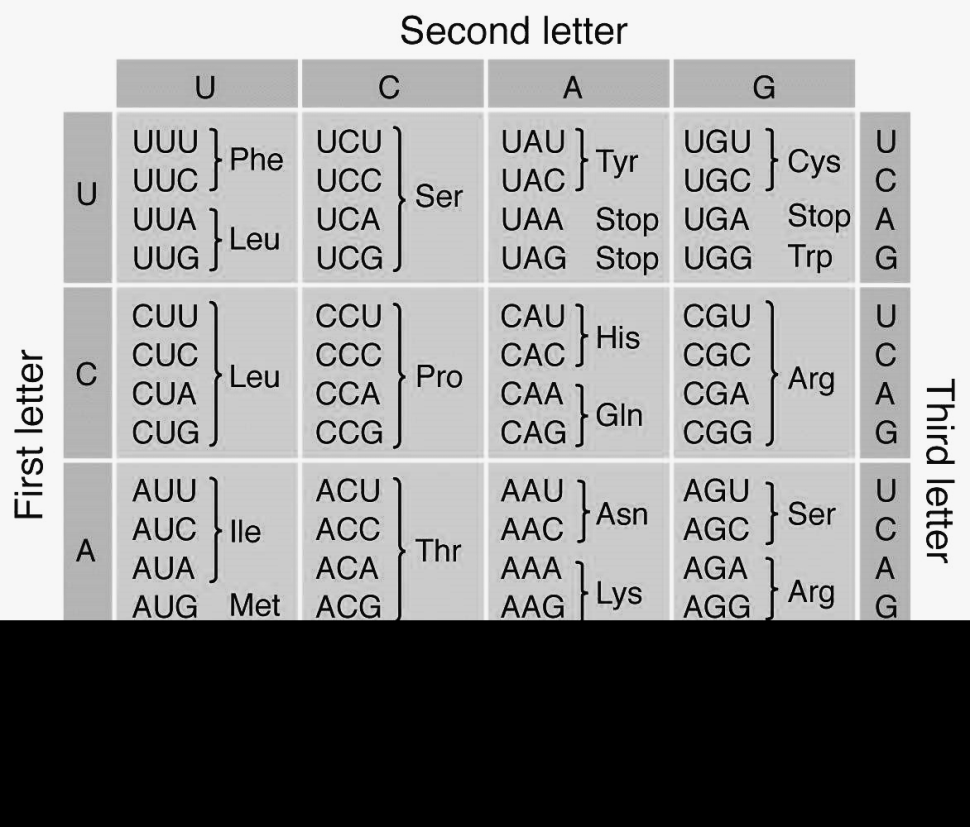 Second letter
U C A G
First letter
U
UUU
UUC
Phe
UUA
UUG
Leu
UCU
UCC
UCA
UCG
Ser
UAU
UAC
Tyr
UAA Stop
UAG Stop
UGU
UGC
Cys
UGA Stop
UGG Trp
U
C
A
G
C
CUU
CUC
CUA
CUG
Leu
CCU
CCC
CCA
CCG
Pro
CAU
CAC
His
CAA
CAG
Gln
CGU
CGC
CGA
CGG
Arg
U
C
A
G
A
AUU
AUC
AUA
Ile
AUG Met
ACU
ACC
ACA
ACG
Thr
AAU
AAC
Asn
AAA
AAG
Lys
AGU
AGC
Ser
AGA
AGG
Arg
U
C
A
G
Third lettter